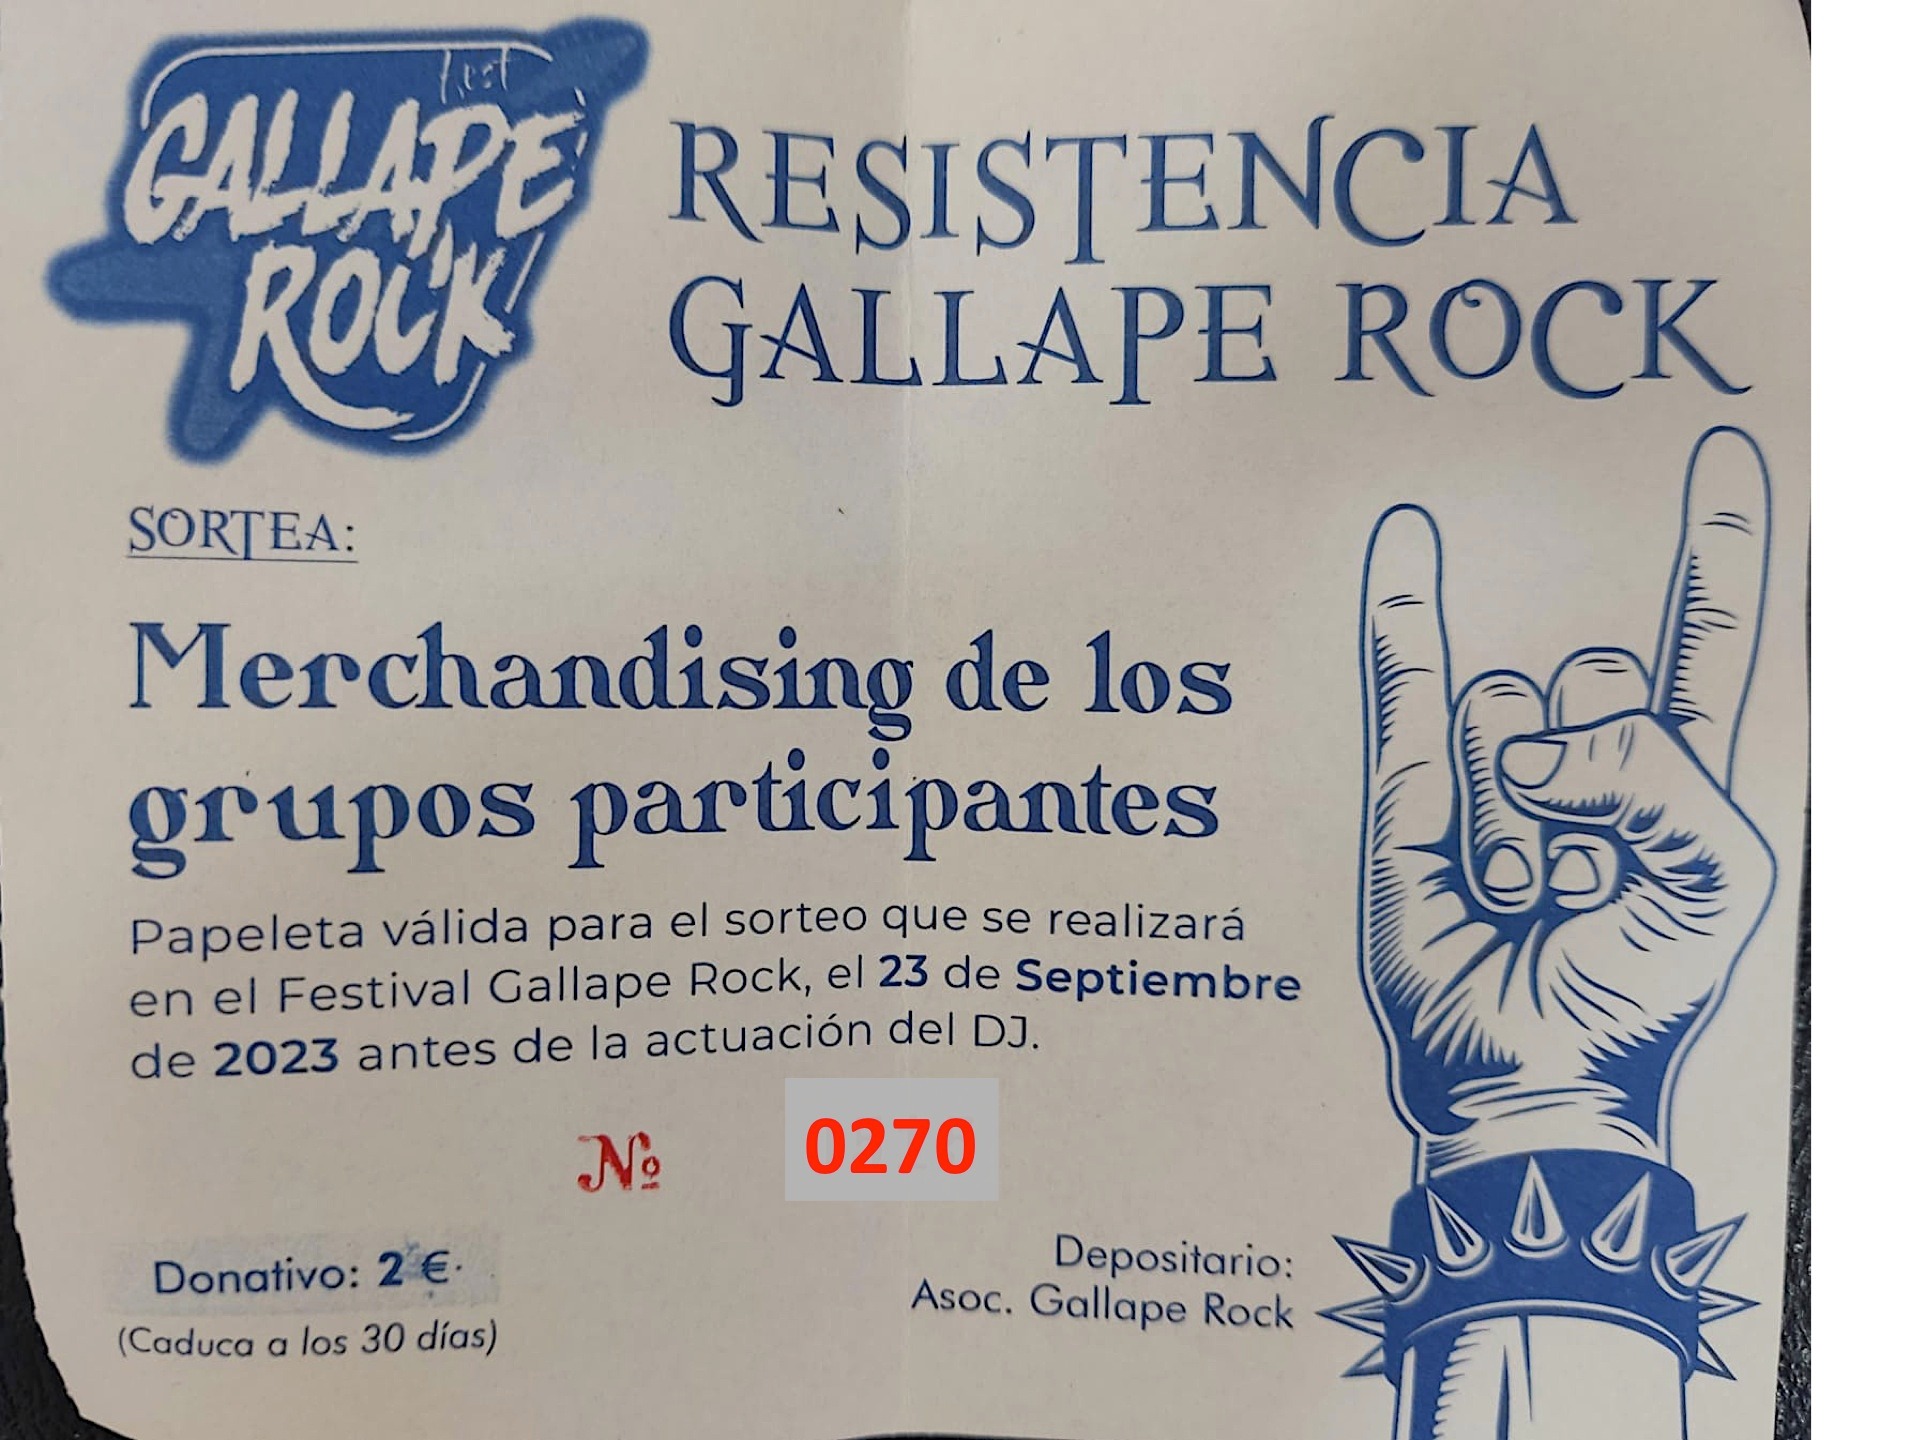 fest
GALLAPE
ROCK
RESISTENCIA
GALLAPE ROCK
SORTEA:
Merchandising de los
grupos participantes
Papeleta válida para el sorteo que se realizará
en el Festival Gallape Rock, el 23 de Septiembre
de 2023 antes de la actuación del DJ.
Nº 0270
Donativo: 2 €.
(Caduca a los 30 días)
Depositario:
Asoc. Gallape Rock